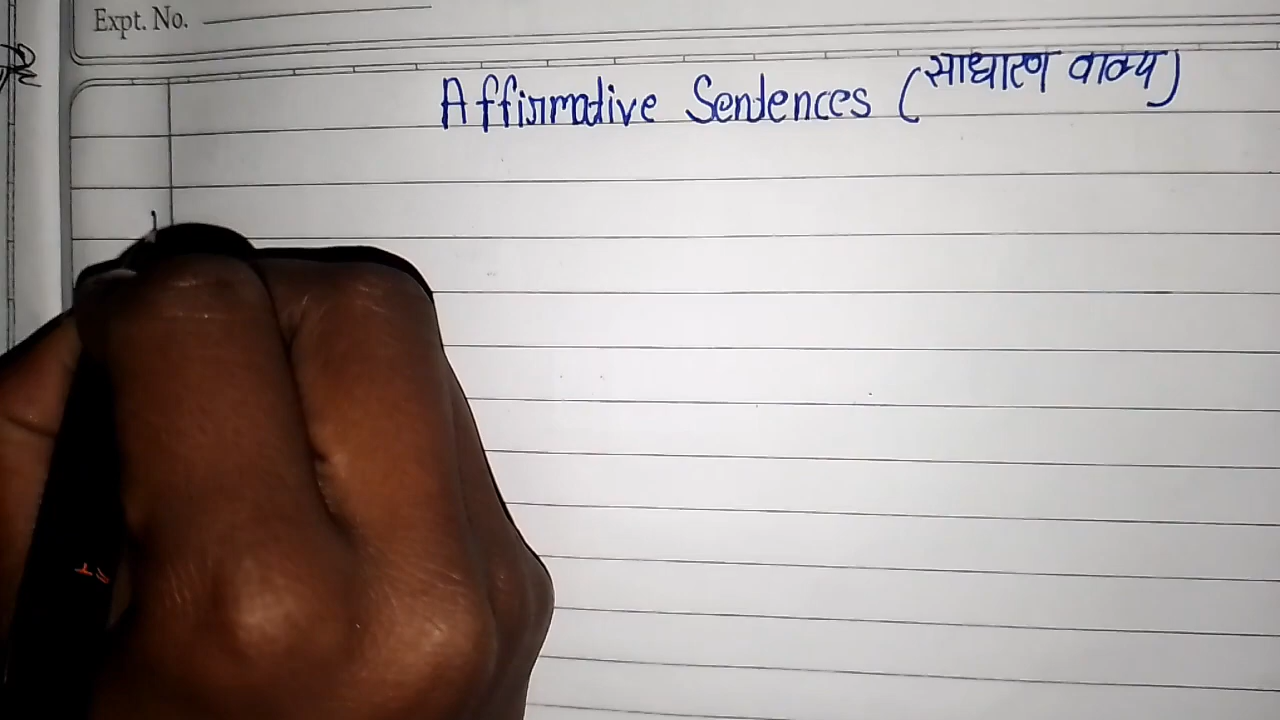 Expt. No.
Affirmative Sentences (साधारण वाक्य)